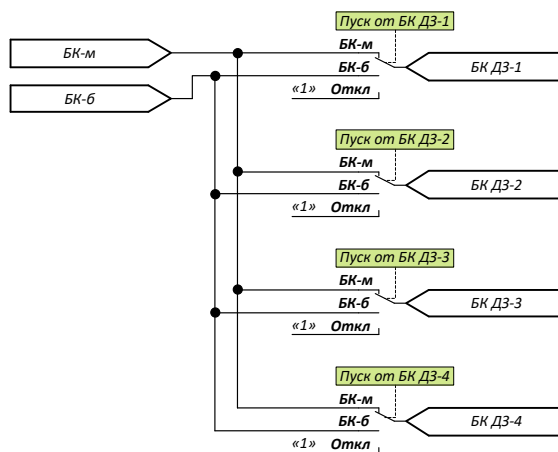 Пуск от БК ДЗ-1
БК-м
БК-м
БК-б
БК ДЗ-1
БК-б
«1» Откл
Пуск от БК ДЗ-2
БК-м
БК-б
БК ДЗ-2
«1» Откл
Пуск от БК ДЗ-3
БК-м
БК-б
БК ДЗ-3
«1» Откл
Пуск от БК ДЗ-4
БК-м
БК-б
БК ДЗ-4
«1» Откл